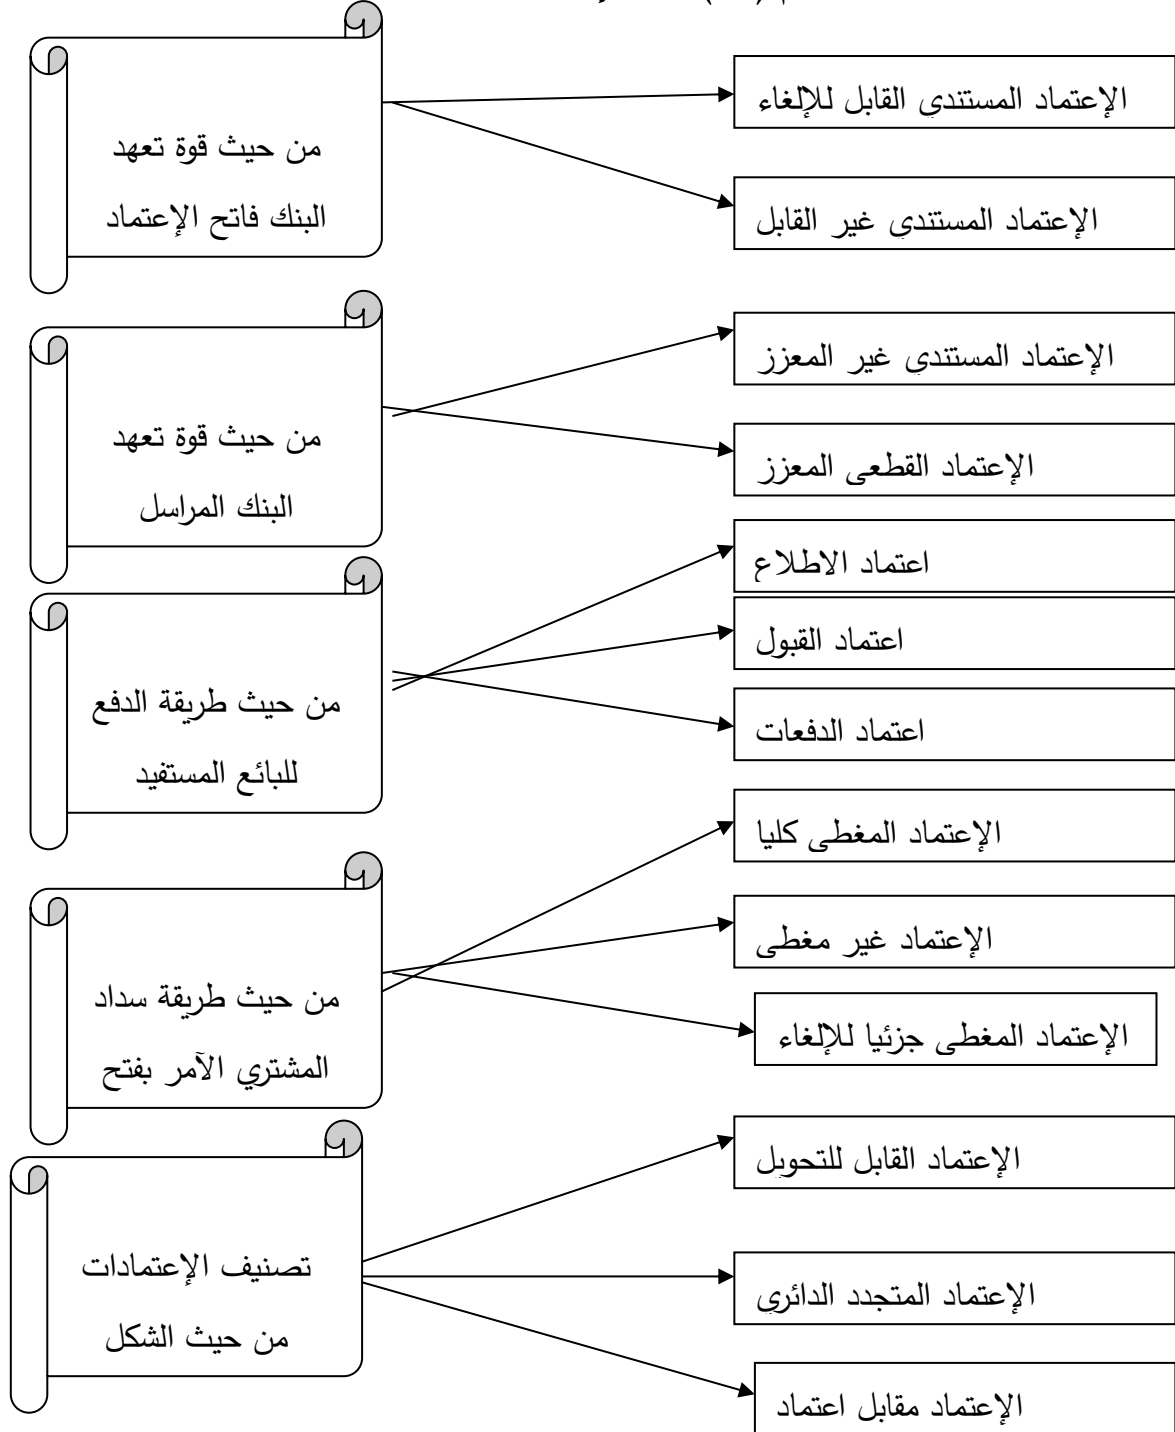 من حيث قوة تعهد
البنك فاتح الإعتماد
الإعتماد المستندي القابل للإلغاء
الإعتماد المستندي غير القابل
من حيث قوة تعهد
البنك المراسل
الإعتماد المستندي غير المعزز
الإعتماد القطعي المعزز
من حيث طريقة الدفع
للبائع المستفيد
اعتماد الاطلاع
اعتماد القبول
اعتماد الدفعات
من حيث طريقة سداد
المشتري الآمر بفتح
الإعتماد المغطى كليا
الإعتماد غير مغطى
الإعتماد المغطى جزئيا للإلغاء
تصنيف الإعتمادات
من حيث الشكل
الإعتماد القابل للتحويل
الإعتماد المتجدد الدائري
الإعتماد مقابل اعتماد